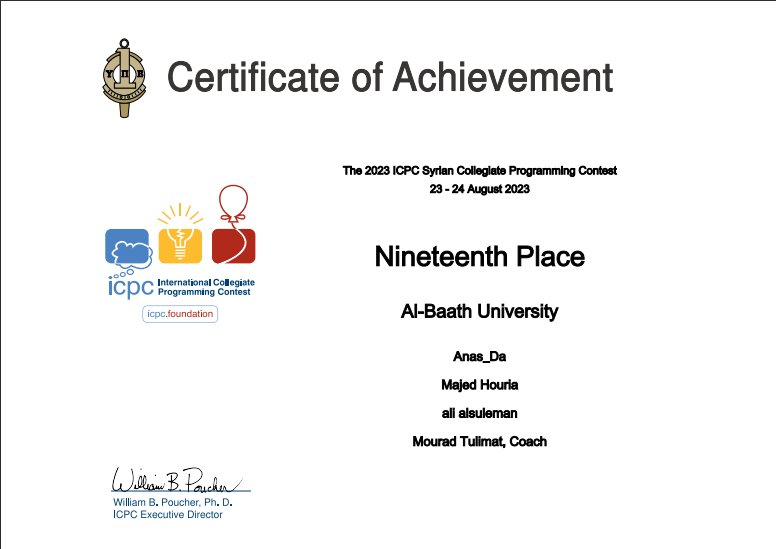 Certificate of Achievement
The 2023 ICPC Syrian Collegiate Programming Contest
23 - 24 August 2023
Nineteenth Place
Al-Baath University
Anas_Da
Majed Houria
ali alsuleman
Mourad Tulimat, Coach
icpc International Collegiate
Programming Contest
icpc.foundation
William B. Poucher
William B. Poucher, Ph. D.
ICPC Executive Director